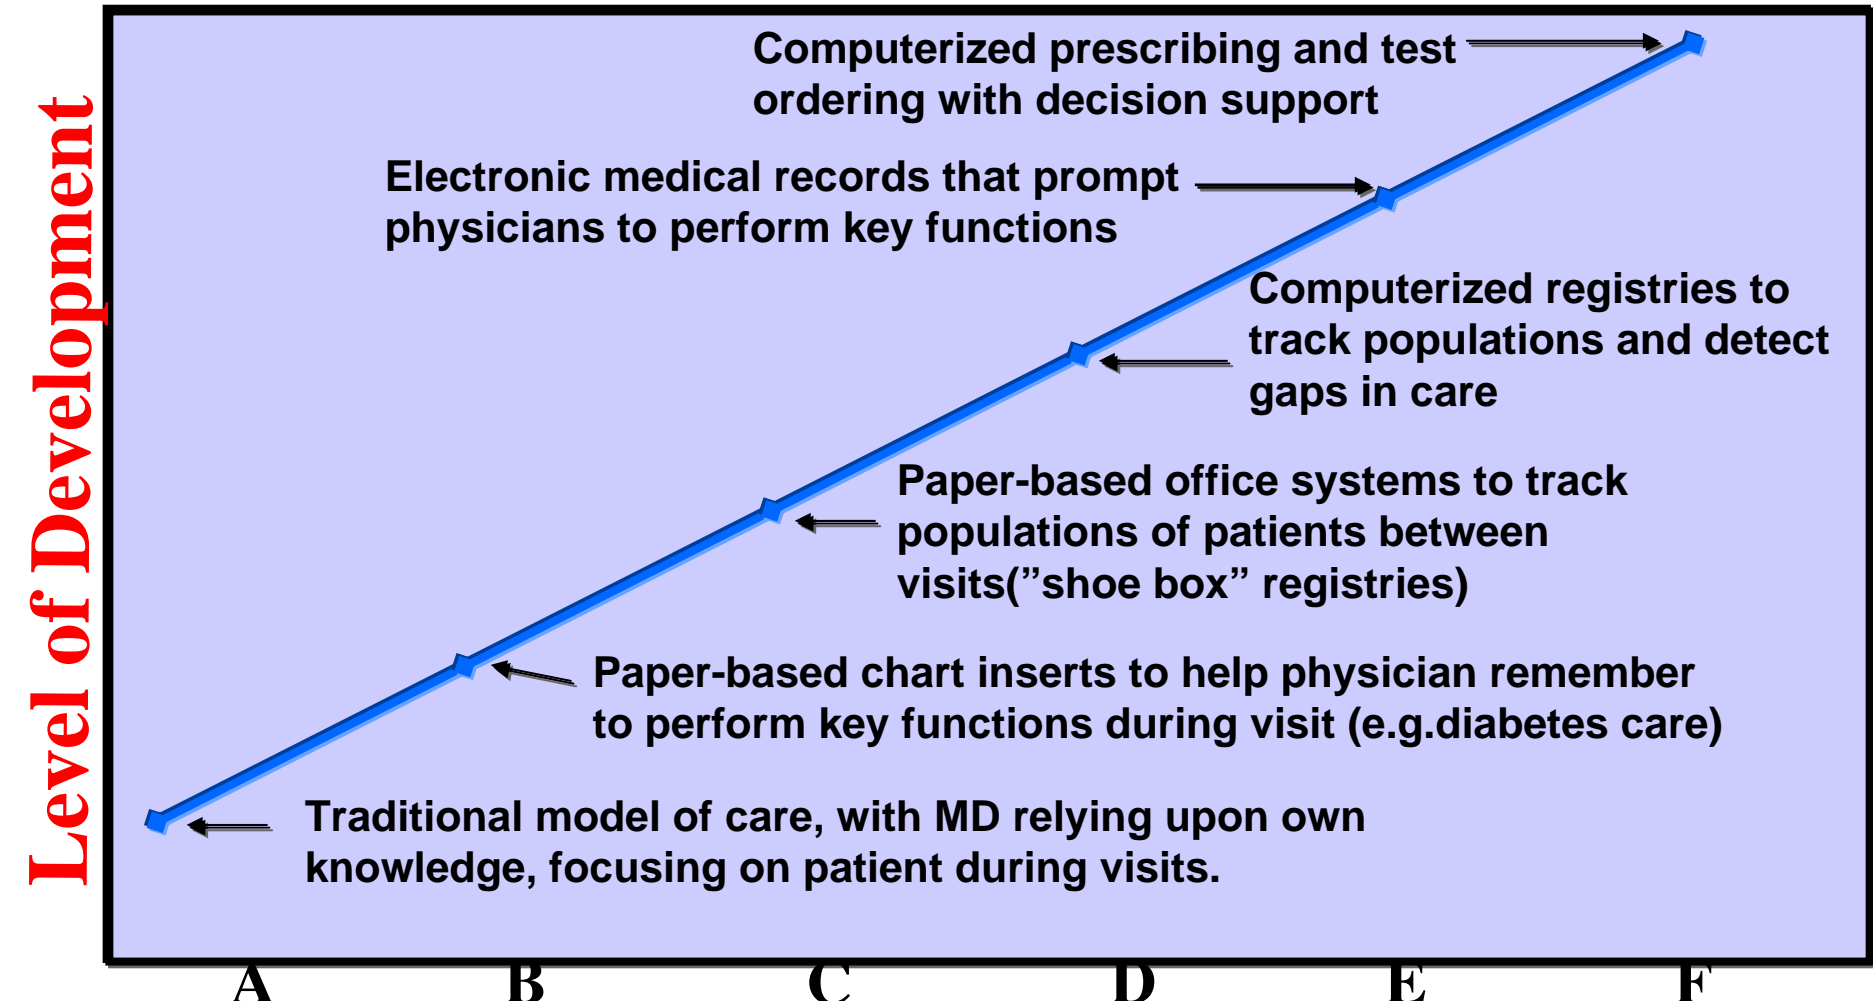 Level of Development
Computerized prescribing and test
ordering with decision support
Electronic medical records that prompt
physicians to perform key functions
Computerized registries to
track populations and detect
gaps in care
Paper-based office systems to track
populations of patients between
visits(”shoe box” registries)
Paper-based chart inserts to help physician remember
to perform key functions during visit (e.g.diabetes care)
Traditional model of care, with MD relying upon own
knowledge, focusing on patient during visits.
A B C D E F